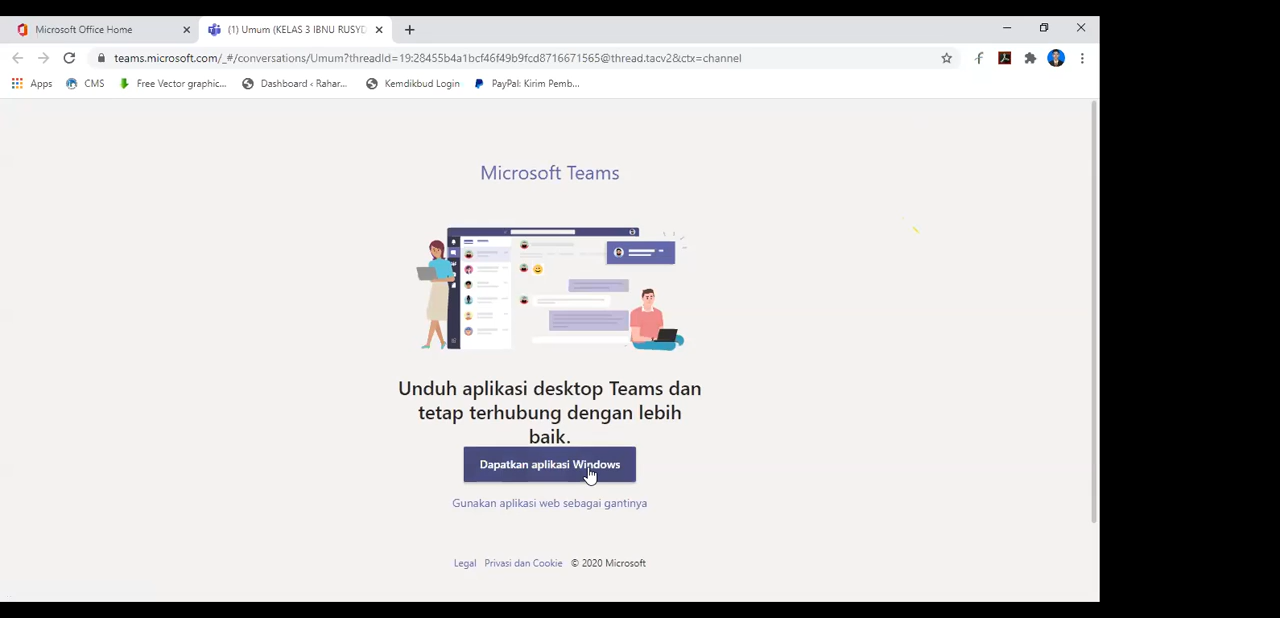 Microsoft Office Home
(1) Umum (KELAS 3 IBNU RUSYD
teams.microsoft.com/_#/conversations/Umum?threadId=19:28455b4a1bcf46f49b9fcd8716671565@thread.tacv2&ctx=channel
Apps CMS Free Vector graphic... Dashboard ‹ Rahar... Kemdikbud Login PayPal: Kirim Pemb...
Microsoft Teams
Unduh aplikasi desktop Teams dan
tetap terhubung dengan lebih
baik.
Dapatkan aplikasi Windows
Gunakan aplikasi web sebagai gantinya
Legal Privasi dan Cookie © 2020 Microsoft